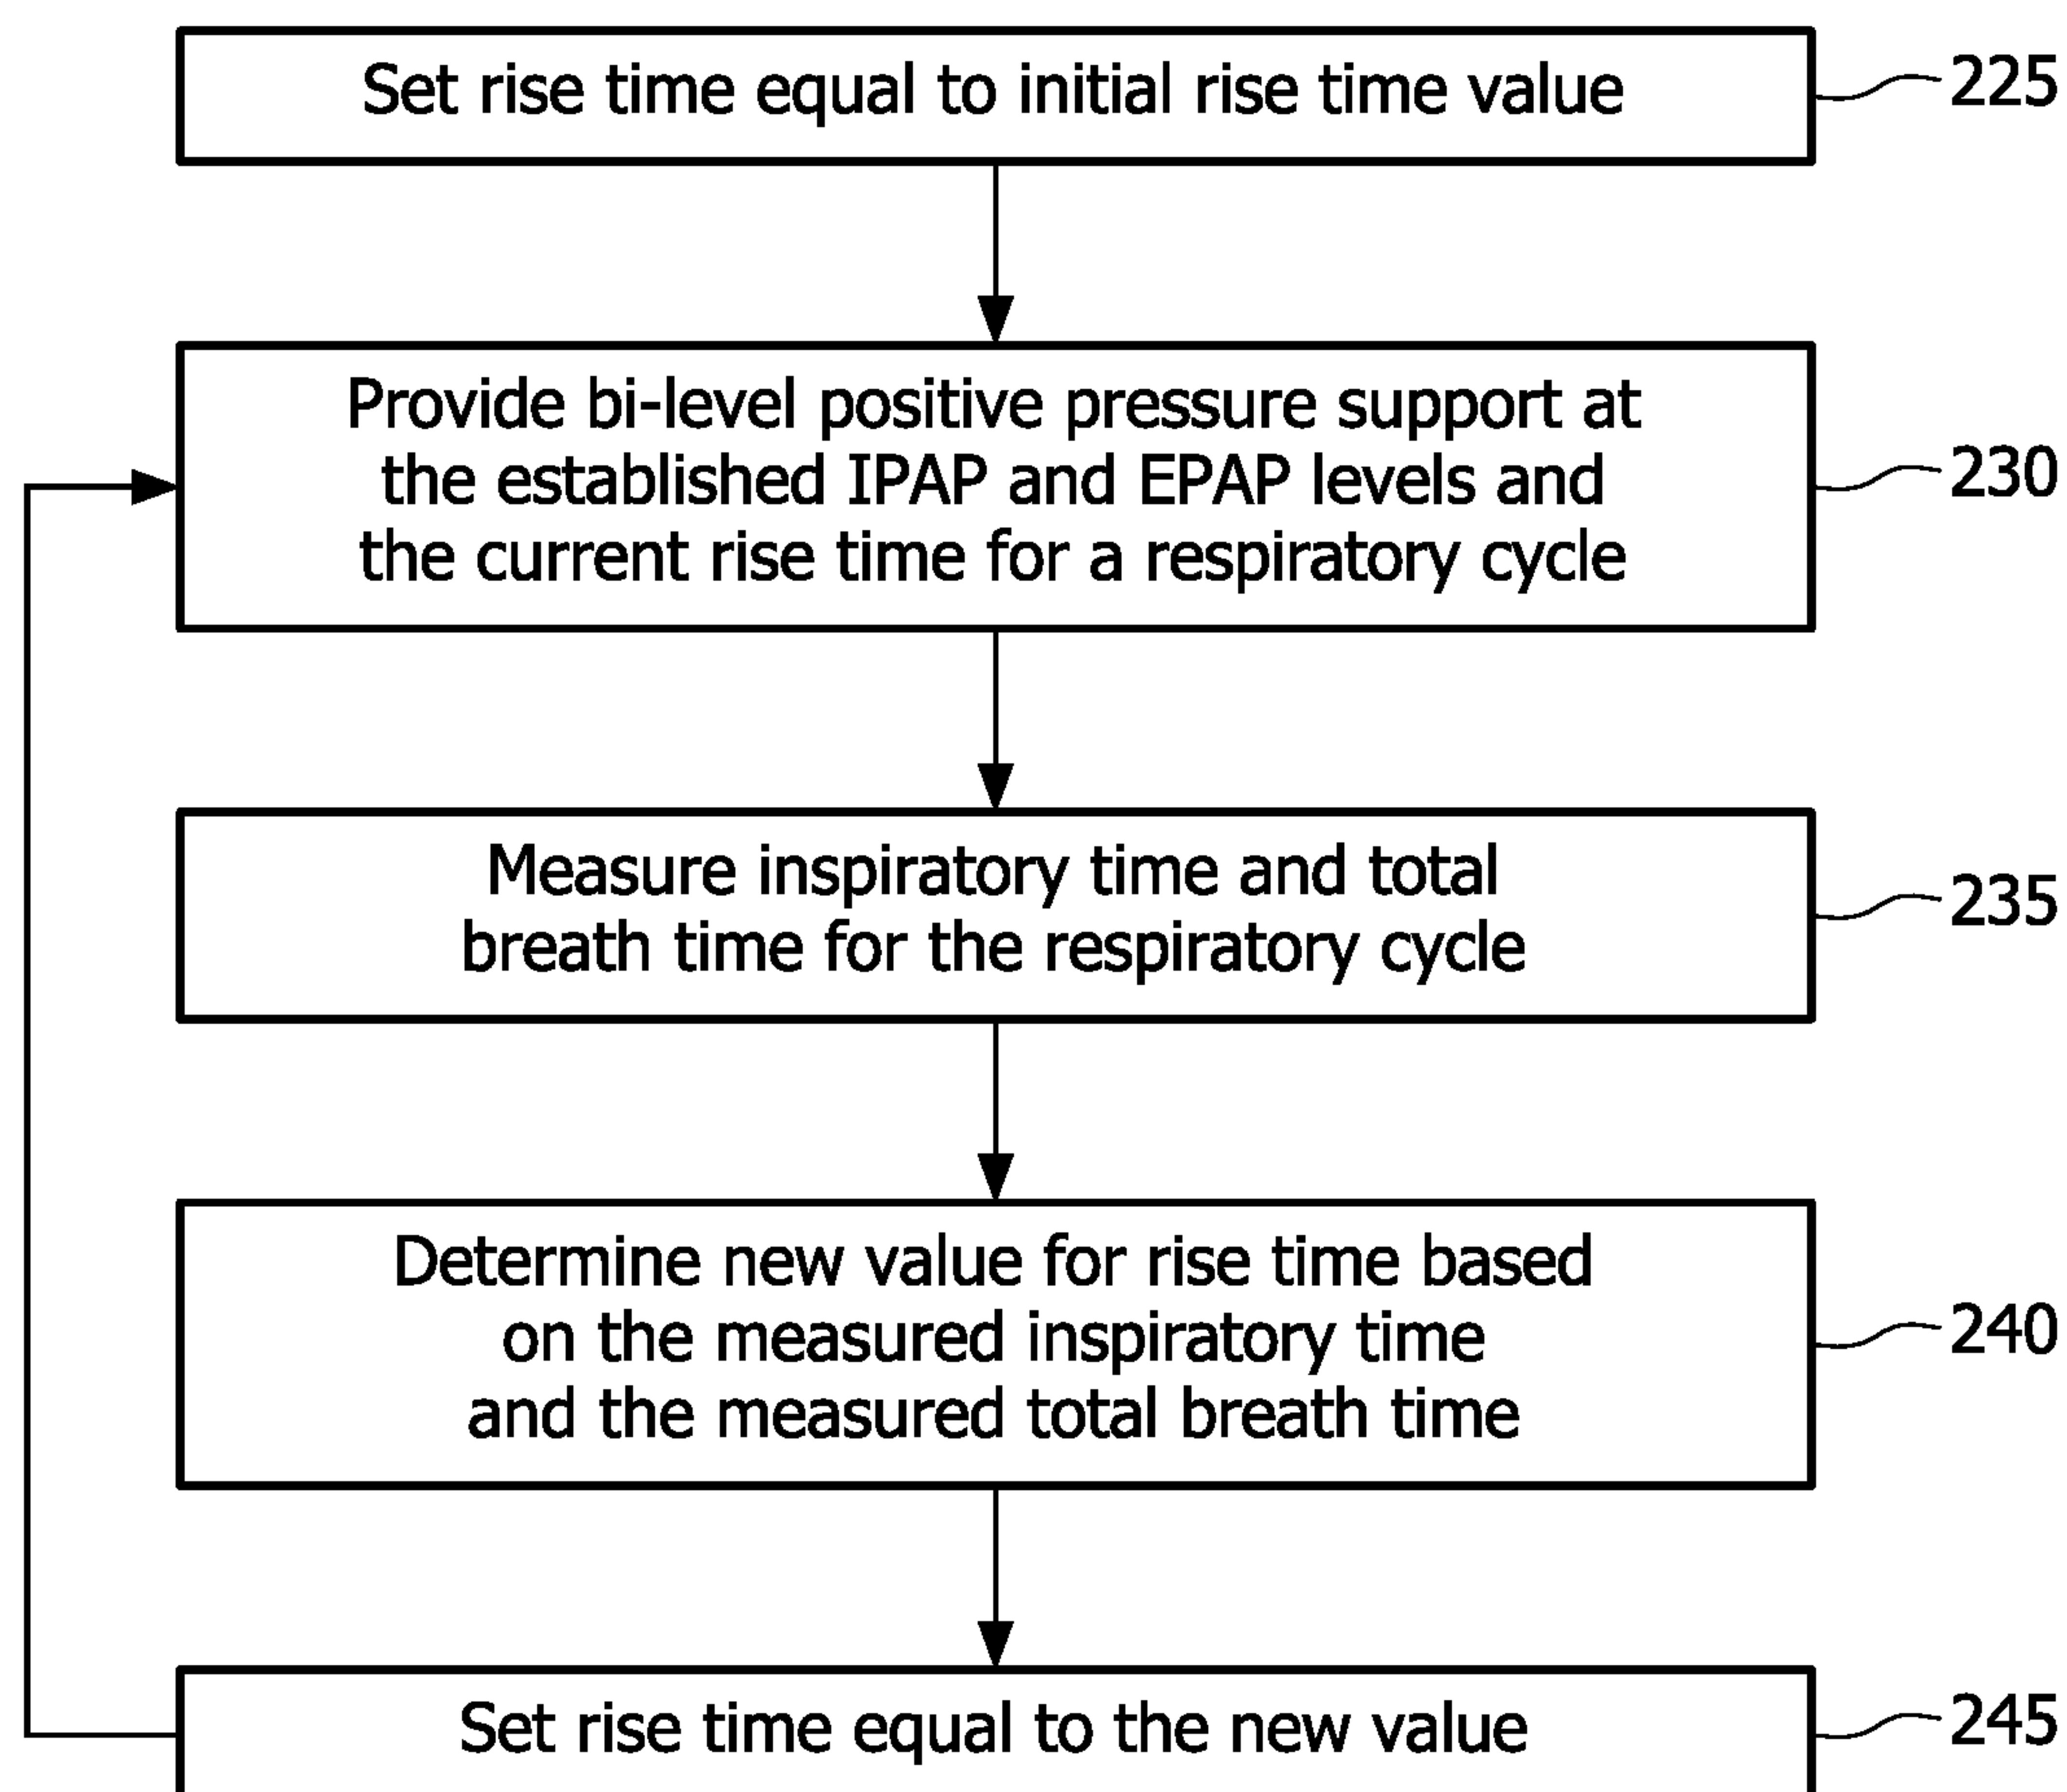 Set rise time equal to initial rise time value
225
Provide bi-level positive pressure support at
the established IPAP and EPAP levels and
the current rise time for a respiratory cycle
230
Measure inspiratory time and total
breath time for the respiratory cycle
235
Determine new value for rise time based
on the measured inspiratory time
and the measured total breath time
240
Set rise time equal to the new value
245